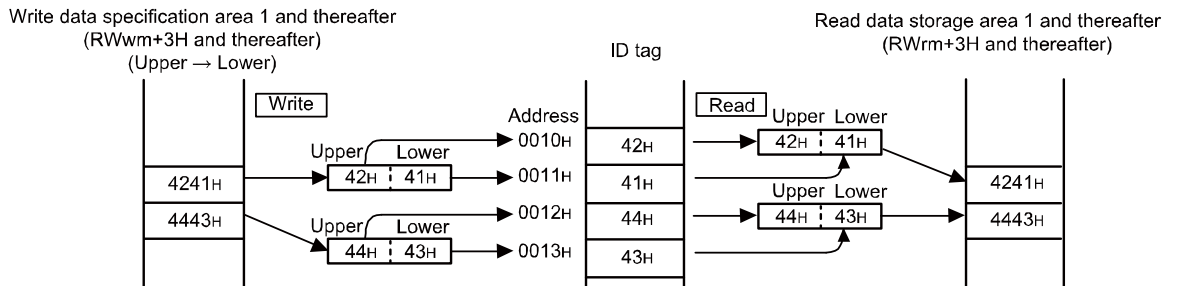 Write data specification area 1 and thereafter
(RWwm+3H and thereafter)
(Upper → Lower)
Read data storage area 1 and thereafter
(RWrm+3H and thereafter)
ID tag
Write
Read
Address
Upper Lower
0010H
42H
42H 41H
Upper Lower
4241H
42H 41H
0011H
41H
Upper Lower
4241H
4443H
Upper Lower
0012H
44H
44H 43H
4443H
44H 43H
0013H
43H